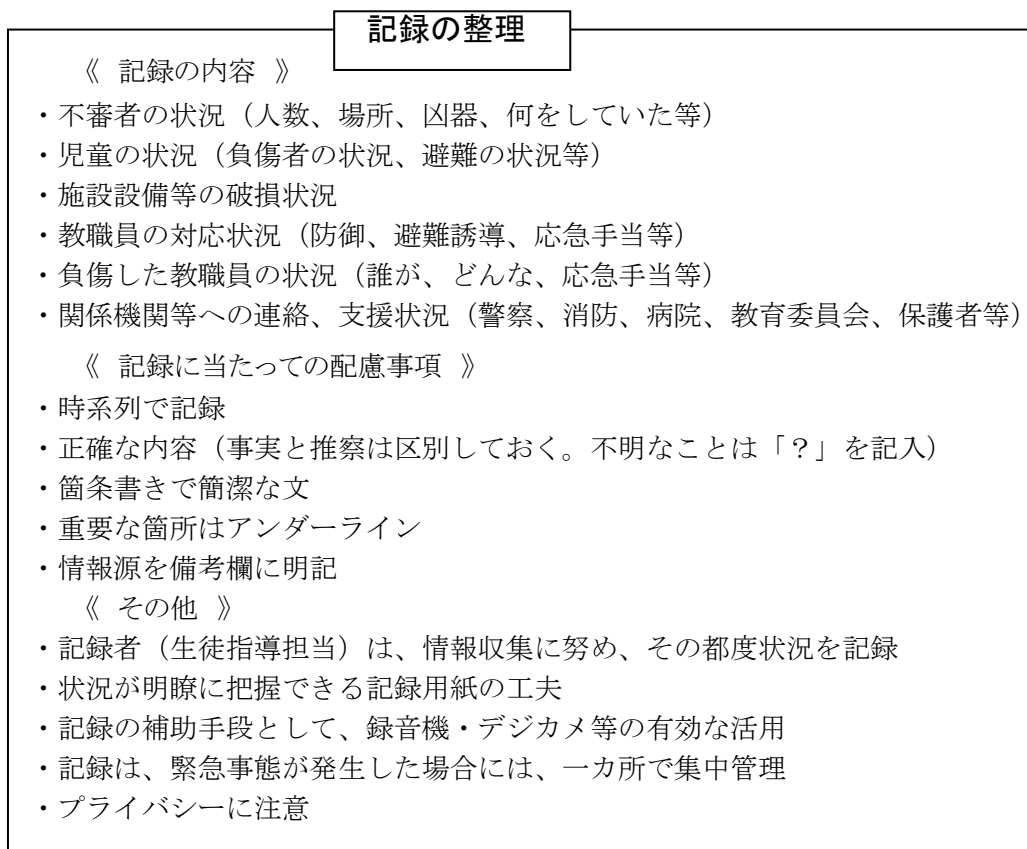 記録の整理
《 記録の内容 》
・不審者の状況（人数、場所、凶器、何をしていた等）
・児童の状況（負傷者の状況、避難の状況等）
・施設設備等の破損状況
・教職員の対応状況（防御、避難誘導、応急手当等）
・負傷した教職員の状況（誰が、どんな、応急手当等）
・関係機関等への連絡、支援状況（警察、消防、病院、教育委員会、保護者等）
《 記録に当たっての配慮事項 》
・時系列で記録
・正確な内容（事実と推察は区別しておく。不明なことは「？」を記入）
・箇条書きで簡潔な文
・重要な箇所はアンダーライン
・情報源を備考欄に明記
《 その他 》
・記録者（生徒指導担当）は、情報収集に努め、その都度状況を記録
・状況が明瞭に把握できる記録用紙の工夫
・記録の補助手段として、録音機・デジカメ等の有効な活用
・記録は、緊急事態が発生した場合には、一カ所で集中管理
・プライバシーに注意